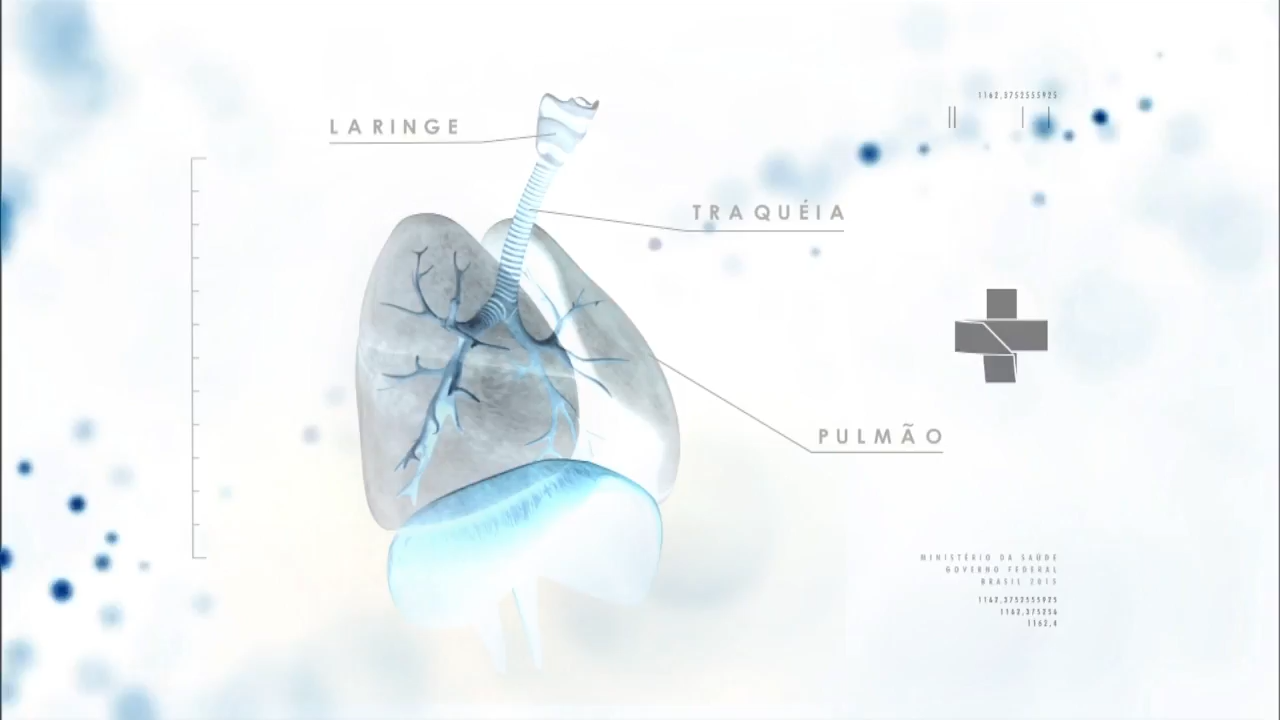 1162,3752555925
LARINGE
TRAQUÉIA
PULMÃO
MINISTÉRIO DA SAÚDE
GOVERNO FEDERAL
BRASIL 2015
1162,3752555925
1162,375256
1162,4